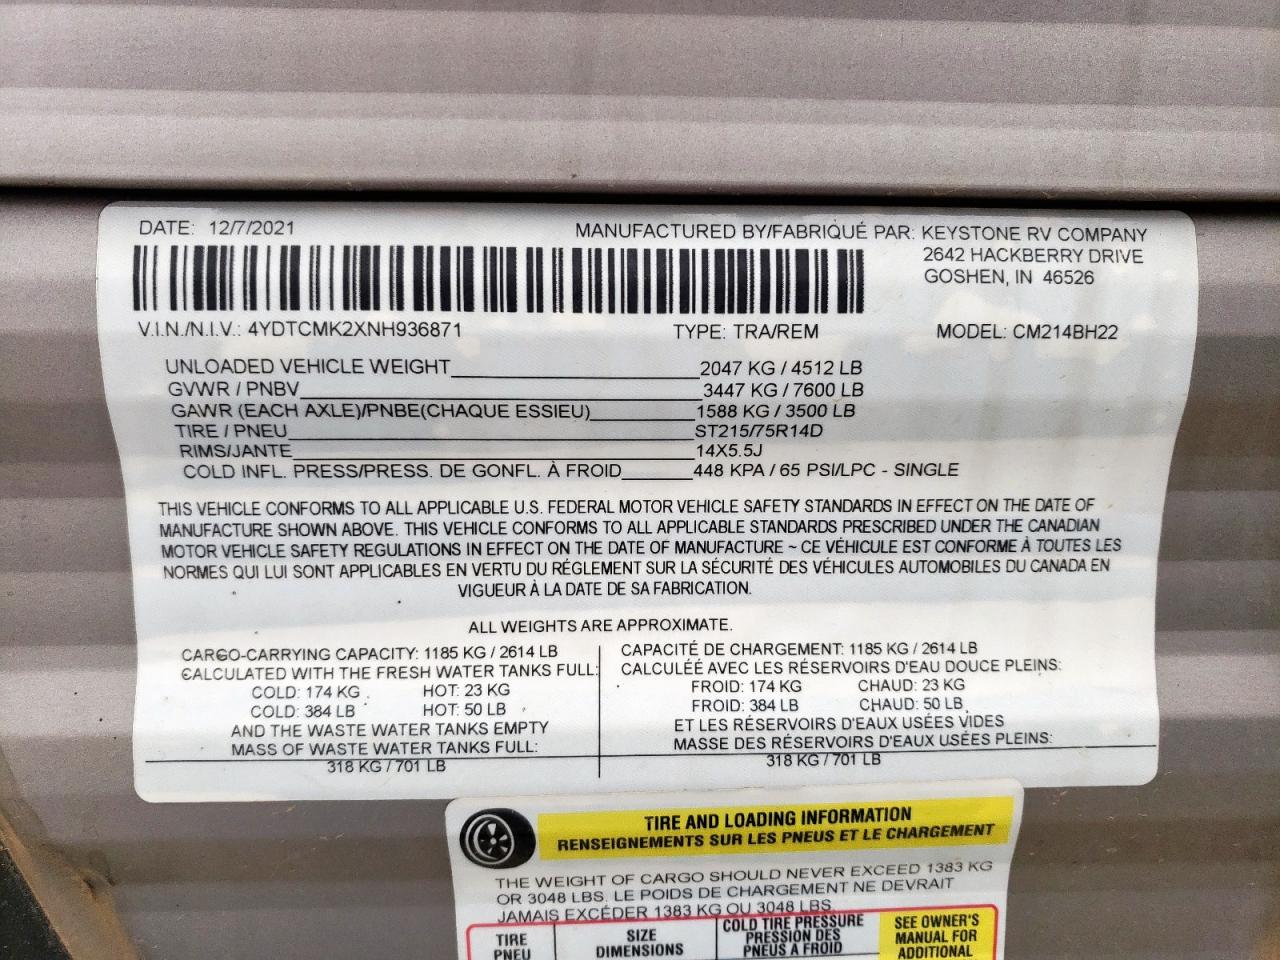 DATE: 12/7/2021
MANUFACTURED BY/FABRIQUÉ PAR: KEYSTONE RV COMPANY
2642 HACKBERRY DRIVE
GOSHEN, IN 46526
V.I.N./N.I.V.: 4YDTCMK2XNH936871 TYPE: TRA/REM MODEL: CM214BH22
UNLOADED VEHICLE WEIGHT 2047 KG / 4512 LB
GVWR / PNBV 3447 KG / 7600 LB
GAWR (EACH AXLE)/PNBE(CHAQUE ESSIEU) 1588 KG / 3500 LB
TIRE / PNEU ST215/75R14D
RIMS/JANTE 14X5.5J
COLD INFL. PRESS/PRESS. DE GONFL. À FROID 448 KPA / 65 PSI/LPC - SINGLE
THIS VEHICLE CONFORMS TO ALL APPLICABLE U.S. FEDERAL MOTOR VEHICLE SAFETY STANDARDS IN EFFECT ON THE DATE OF
MANUFACTURE SHOWN ABOVE. THIS VEHICLE CONFORMS TO ALL APPLICABLE STANDARDS PRESCRIBED UNDER THE CANADIAN
MOTOR VEHICLE SAFETY REGULATIONS IN EFFECT ON THE DATE OF MANUFACTURE ~ CE VÉHICULE EST CONFORME À TOUTES LES
NORMES QUI LUI SONT APPLICABLES EN VERTU DU RÉGLEMENT SUR LA SÉCURITÉ DES VÉHICULES AUTOMOBILES DU CANADA EN
VIGUEUR À LA DATE DE SA FABRICATION.
ALL WEIGHTS ARE APPROXIMATE.
CARGO-CARRYING CAPACITY: 1185 KG / 2614 LB
CALCULATED WITH THE FRESH WATER TANKS FULL:
COLD: 174 KG HOT: 23 KG
COLD: 384 LB HOT: 50 LB
AND THE WASTE WATER TANKS EMPTY
MASS OF WASTE WATER TANKS FULL:
318 KG / 701 LB
CAPACITÉ DE CHARGEMENT: 1185 KG / 2614 LB
CALCULÉE AVEC LES RÉSERVOIRS D'EAU DOUCE PLEINS:
FROID: 174 KG CHAUD: 23 KG
FROID: 384 LB CHAUD: 50 LB
ET LES RÉSERVOIRS D'EAUX USÉES VIDES
MASSE DES RÉSERVOIRS D'EAUX USÉES PLEINS:
318 KG / 701 LB
TIRE AND LOADING INFORMATION
RENSEIGNEMENTS SUR LES PNEUS ET LE CHARGEMENT
THE WEIGHT OF CARGO SHOULD NEVER EXCEED 1383 KG
OR 3048 LBS. LE POIDS DE CHARGEMENT NE DEVRAIT
JAMAIS EXCÉDER 1383 KG OU 3048 LBS
TIRE
PNEU
SIZE
DIMENSIONS
COLD TIRE PRESSURE
PRESSION DES
PNEUS A FROID
SEE OWNER'S
MANUAL FOR
ADDITIONAL